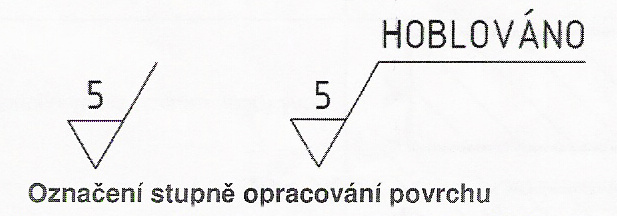 HOBLOVÁNO
5 5
Označení stupně opracování povrchu